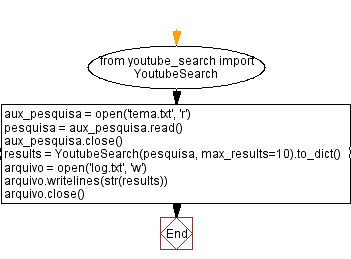 from youtube_search import
YoutubeSearch
aux_pesquisa = open('tema.txt', 'r')
pesquisa = aux_pesquisa.read()
aux_pesquisa.close()
results = YoutubeSearch(pesquisa, max_results=10).to_dict()
arquivo = open('log.txt', 'w')
arquivo.writelines(str(results))
arquivo.close()
End